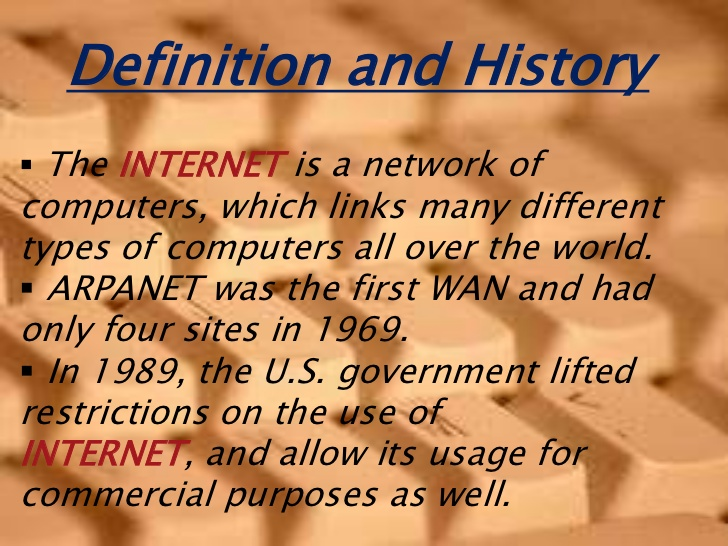 Definition and History
▪ The INTERNET is a network of
computers, which links many different
types of computers all over the world.
▪ ARPANET was the first WAN and had
only four sites in 1969.
▪ In 1989, the U.S. government lifted
restrictions on the use of
INTERNET, and allow its usage for
commercial purposes as well.